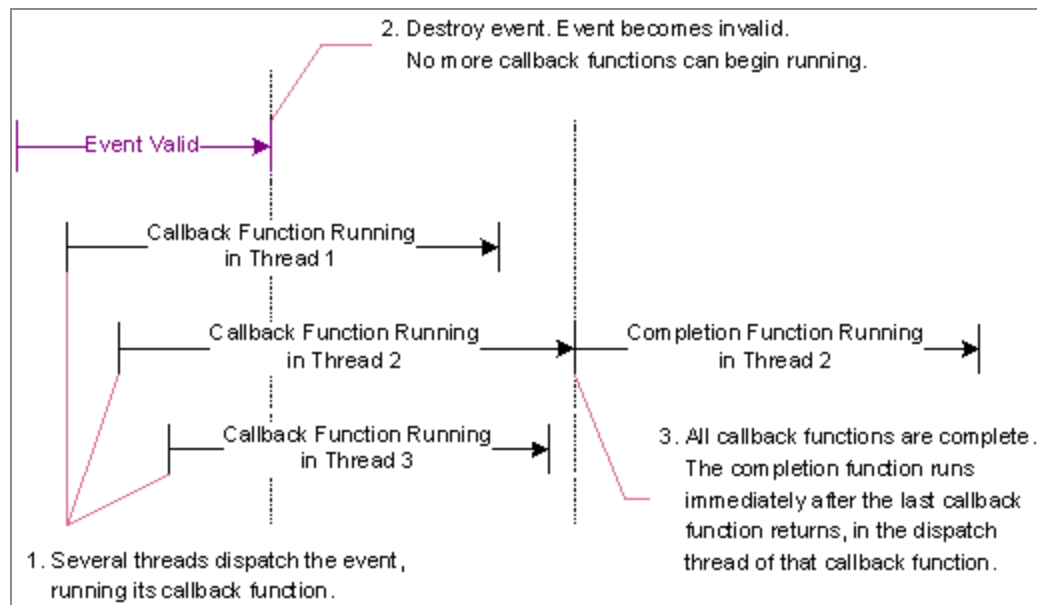 2. Destroy event. Event becomes invalid.
No more callback functions can begin running.
Event Valid
Callback Function Running
in Thread 1
Callback Function Running
in Thread 2
Completion Function Running
in Thread 2
Callback Function Running
in Thread 3
3. All callback functions are complete.
The completion function runs
immediately after the last callback
function returns, in the dispatch
thread of that callback function.
1. Several threads dispatch the event,
running its callback function.